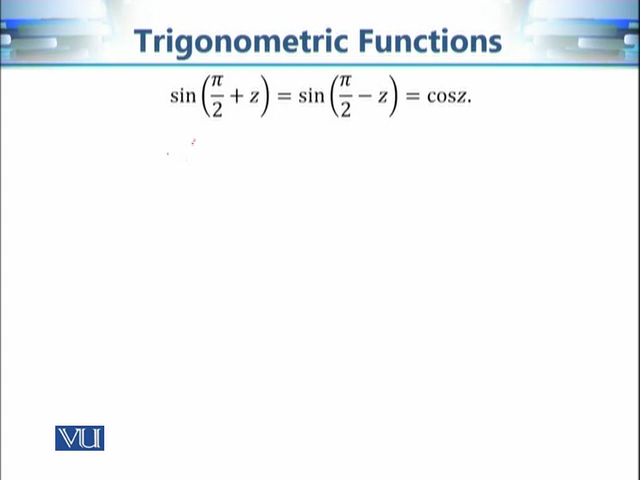 Trigonometric Functions
sin(π/2 + z) = sin(π/2 − z) = cosz.
VU